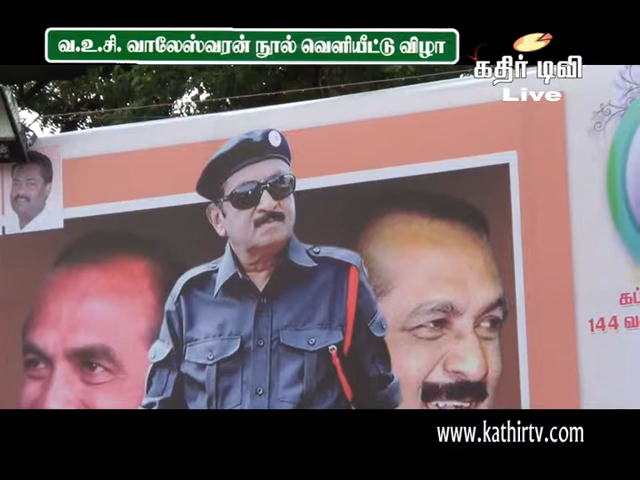 வ.உ.சி. வாலேஸ்வரன் நூல் வெளியீட்டு விழா
கதிர் டிவி
Live
144 வ
www.kathirtv.com